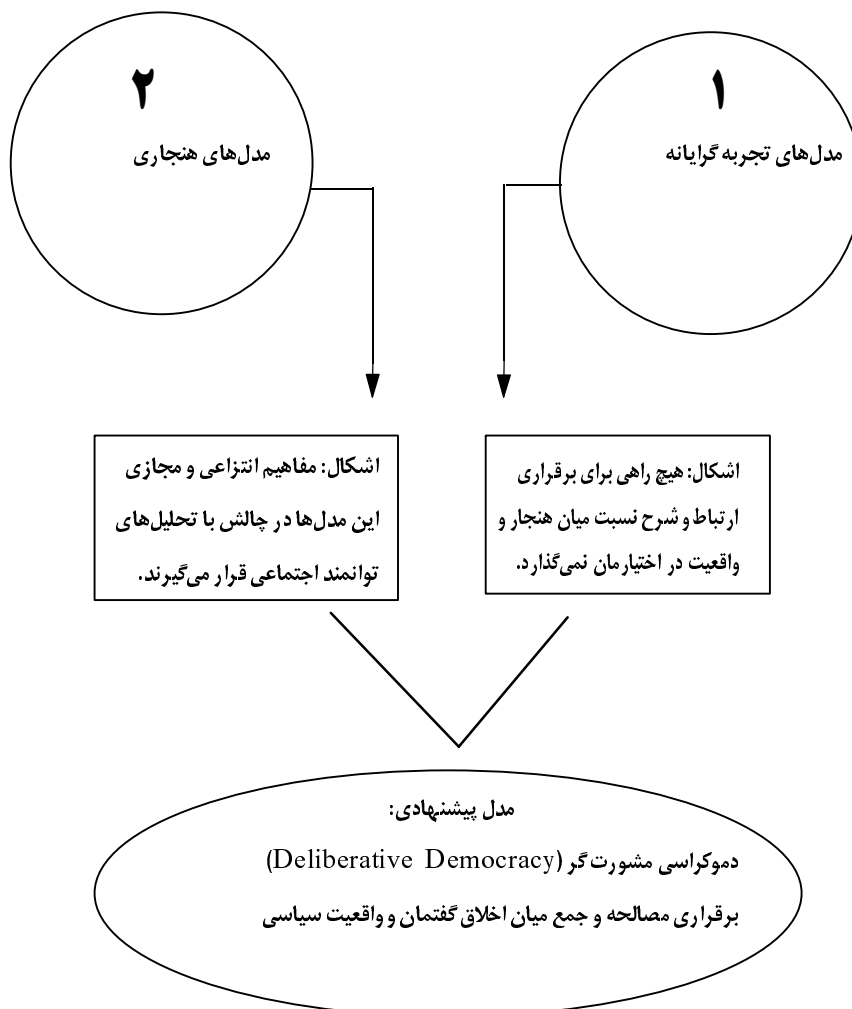 ۱
مدل‌های تجربه گرایانه
۲
مدل‌های هنجاری
اشکال: هیچ راهی برای برقراری
ارتباط و شرح نسبت میان هنجار و
واقعیت در اختیارمان نمی‌گذارد.
اشکال: مفاهیم انتزاعی و مجازی
این مدل‌ها در چالش با تحلیل‌های
توانمند اجتماعی قرار می‌گیرند.
مدل پیشنهادی:
دموکراسی مشورت گر (Deliberative Democracy)
برقراری مصالحه و جمع میان اخلاق گفتمان و واقعیت سیاسی